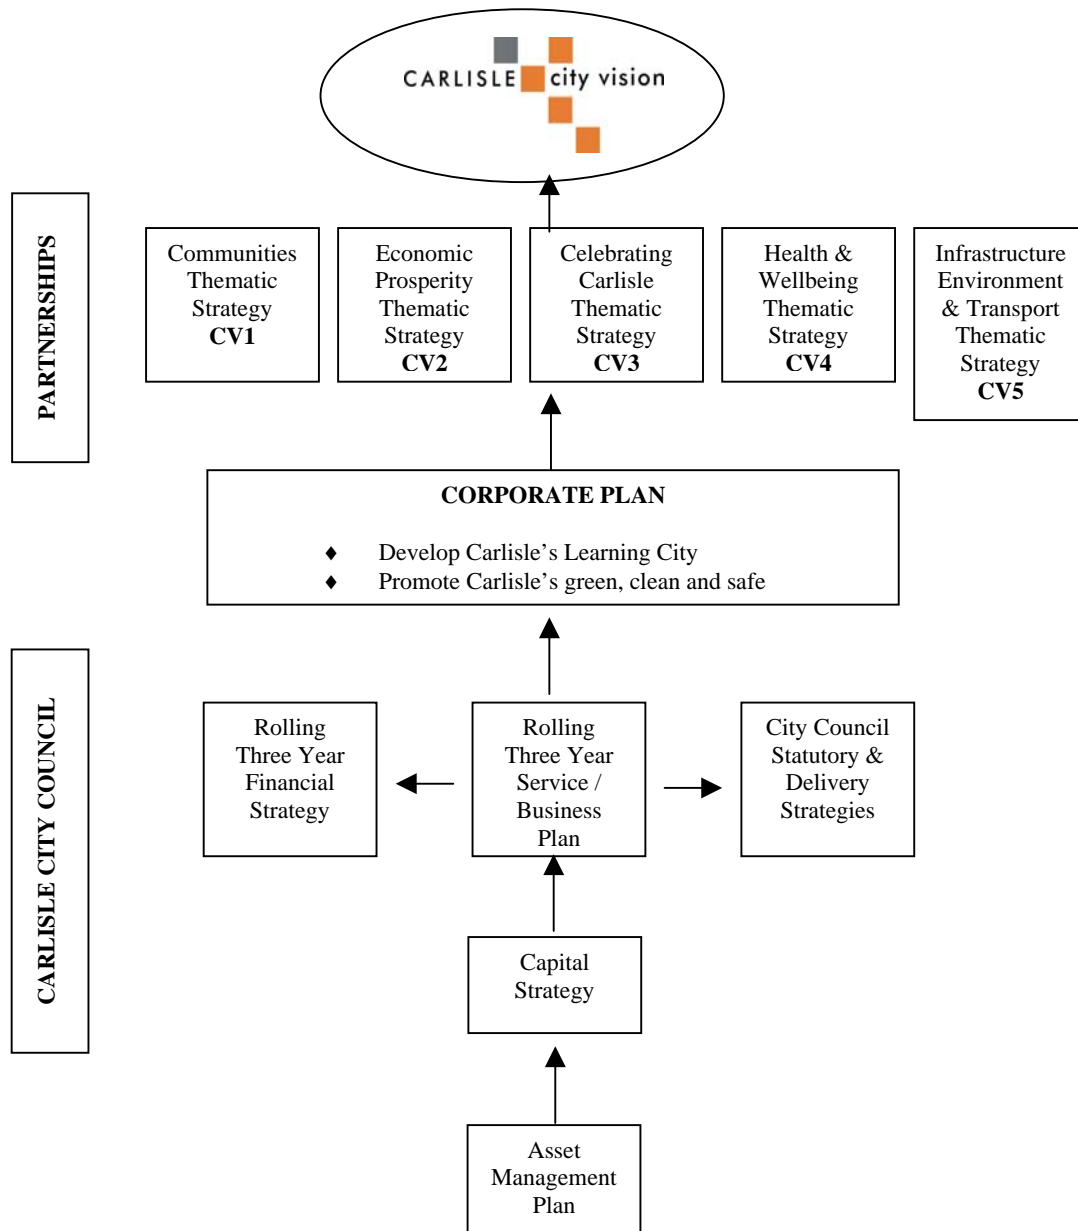 CARLISLE city vision
PARTNERSHIPS
Communities
Thematic
Strategy
CV1
Economic
Prosperity
Thematic
Strategy
CV2
Celebrating
Carlisle
Thematic
Strategy
CV3
Health &
Wellbeing
Thematic
Strategy
CV4
Infrastructure
Environment
& Transport
Thematic
Strategy
CV5
CORPORATE PLAN
♦ Develop Carlisle’s Learning City
♦ Promote Carlisle’s green, clean and safe
CARLISLE CITY COUNCIL
Rolling
Three Year
Financial
Strategy
Rolling
Three Year
Service /
Business
Plan
City Council
Statutory &
Delivery
Strategies
Capital
Strategy
Asset
Management
Plan